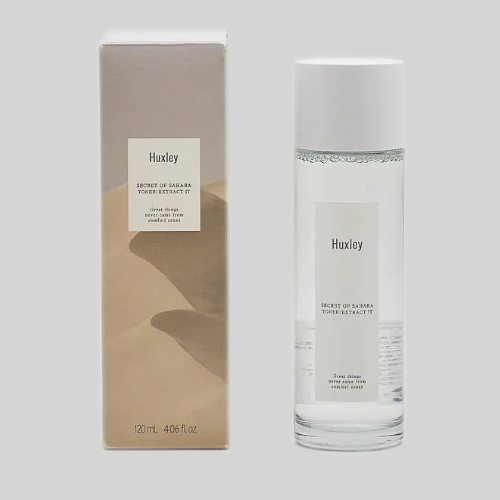 Huxley
SECRET OF SAHARA
TONER:EXTRACT IT
Great things
never came from
comfort zones
120 mL 4.06 fl. oz.
Huxley
SECRET OF SAHARA
TONER:EXTRACT IT
Great things
never came from
comfort zones